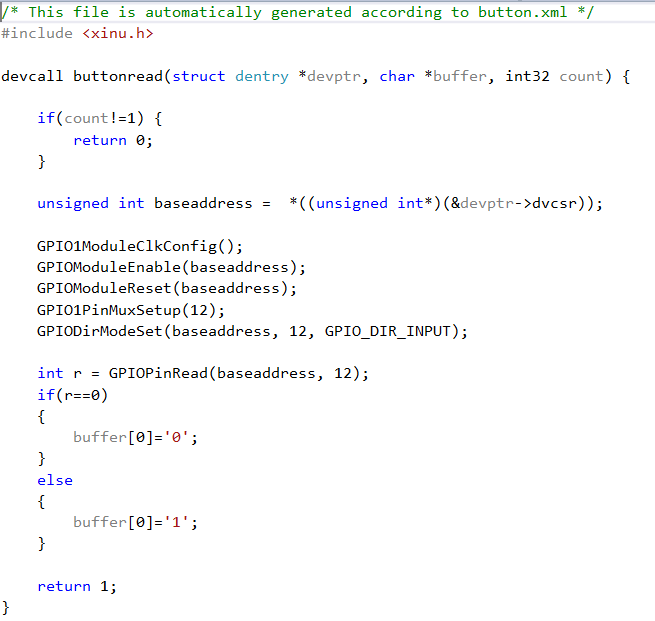 /* This file is automatically generated according to button.xml */
#include <xinu.h>
devcall buttonread(struct dentry *devptr, char *buffer, int32 count) {
    if(count!=1) {
        return 0;
    }
    unsigned int baseaddress =  *((unsigned int*)(&devptr->dvcsr));
    GPIO1ModuleClkConfig();
    GPIOModuleEnable(baseaddress);
    GPIOModuleReset(baseaddress);
    GPIO1PinMuxSetup(12);
    GPIODirModeSet(baseaddress, 12, GPIO_DIR_INPUT);
    int r = GPIOPinRead(baseaddress, 12);
    if(r==0)
    {
        buffer[0]='0';
    }
    else
    {
        buffer[0]='1';
    }
    return 1;
}